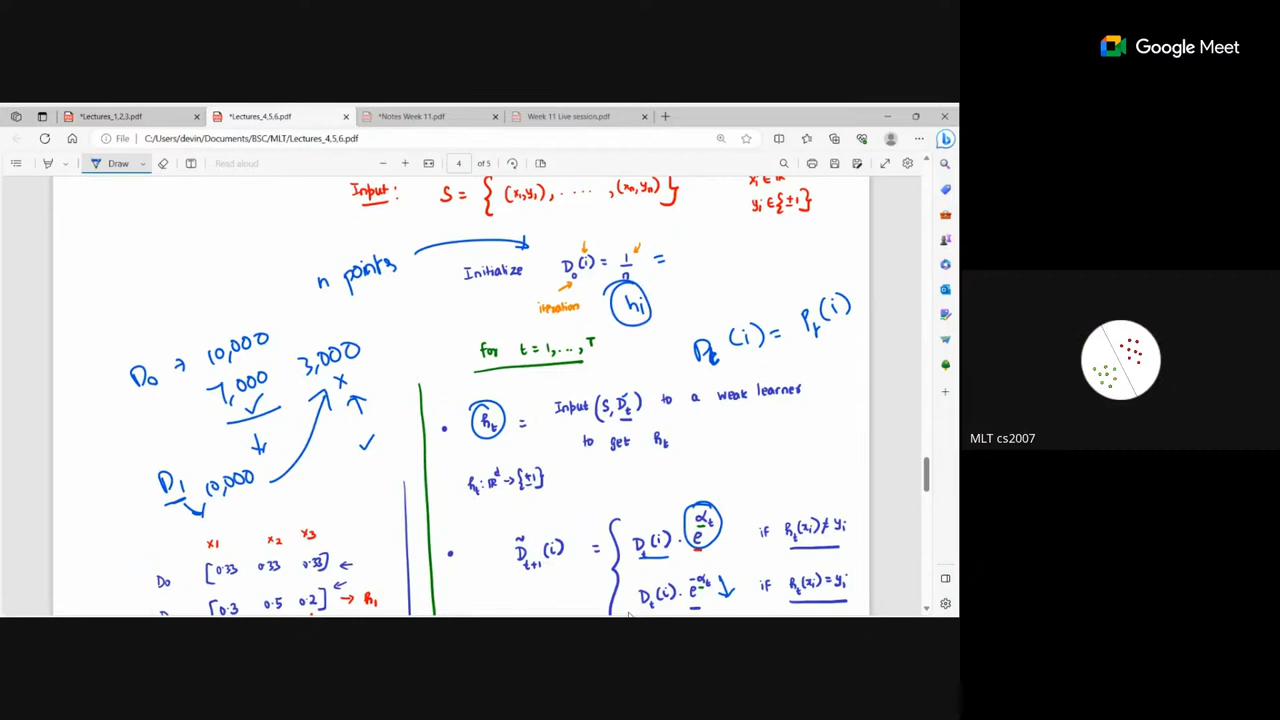 Google Meet
*Lectures_1,2,3.pdf
*Lectures_4,5,6.pdf
*Notes Week 11.pdf
Week 11 Live session.pdf
File
C:/Users/devin/Documents/BSC/MLT/Lectures_4,5,6.pdf
Draw
Read aloud
4
of 5
Input:
S = { (x₁,y₁), ..... , (xₙ,yₙ) }
yᵢ ∈ {±1}
n points
Initialize D₀(i) = 1/n =
iteration
hᵢ
Dₜ(i) = Pₜ(i)
for t = 1,...,T
D₀ → 10,000
7,000 3,000
✓ x
✓
D₁ 10,000
hₜ = Input (S, Dₜ) to a weak learner
to get hₜ
hₜ: ℝᵈ → {±1}
D̃ₜ₊₁(i) = { Dₜ(i) · e^αₜ if hₜ(xᵢ) ≠ yᵢ
Dₜ(i) · e^-αₜ ↓ if hₜ(xᵢ) = yᵢ
x1 x2 x3
D₀ [0.33 0.33 0.33] ←
[0.3 0.5 0.2] → h₁
MLT cs2007